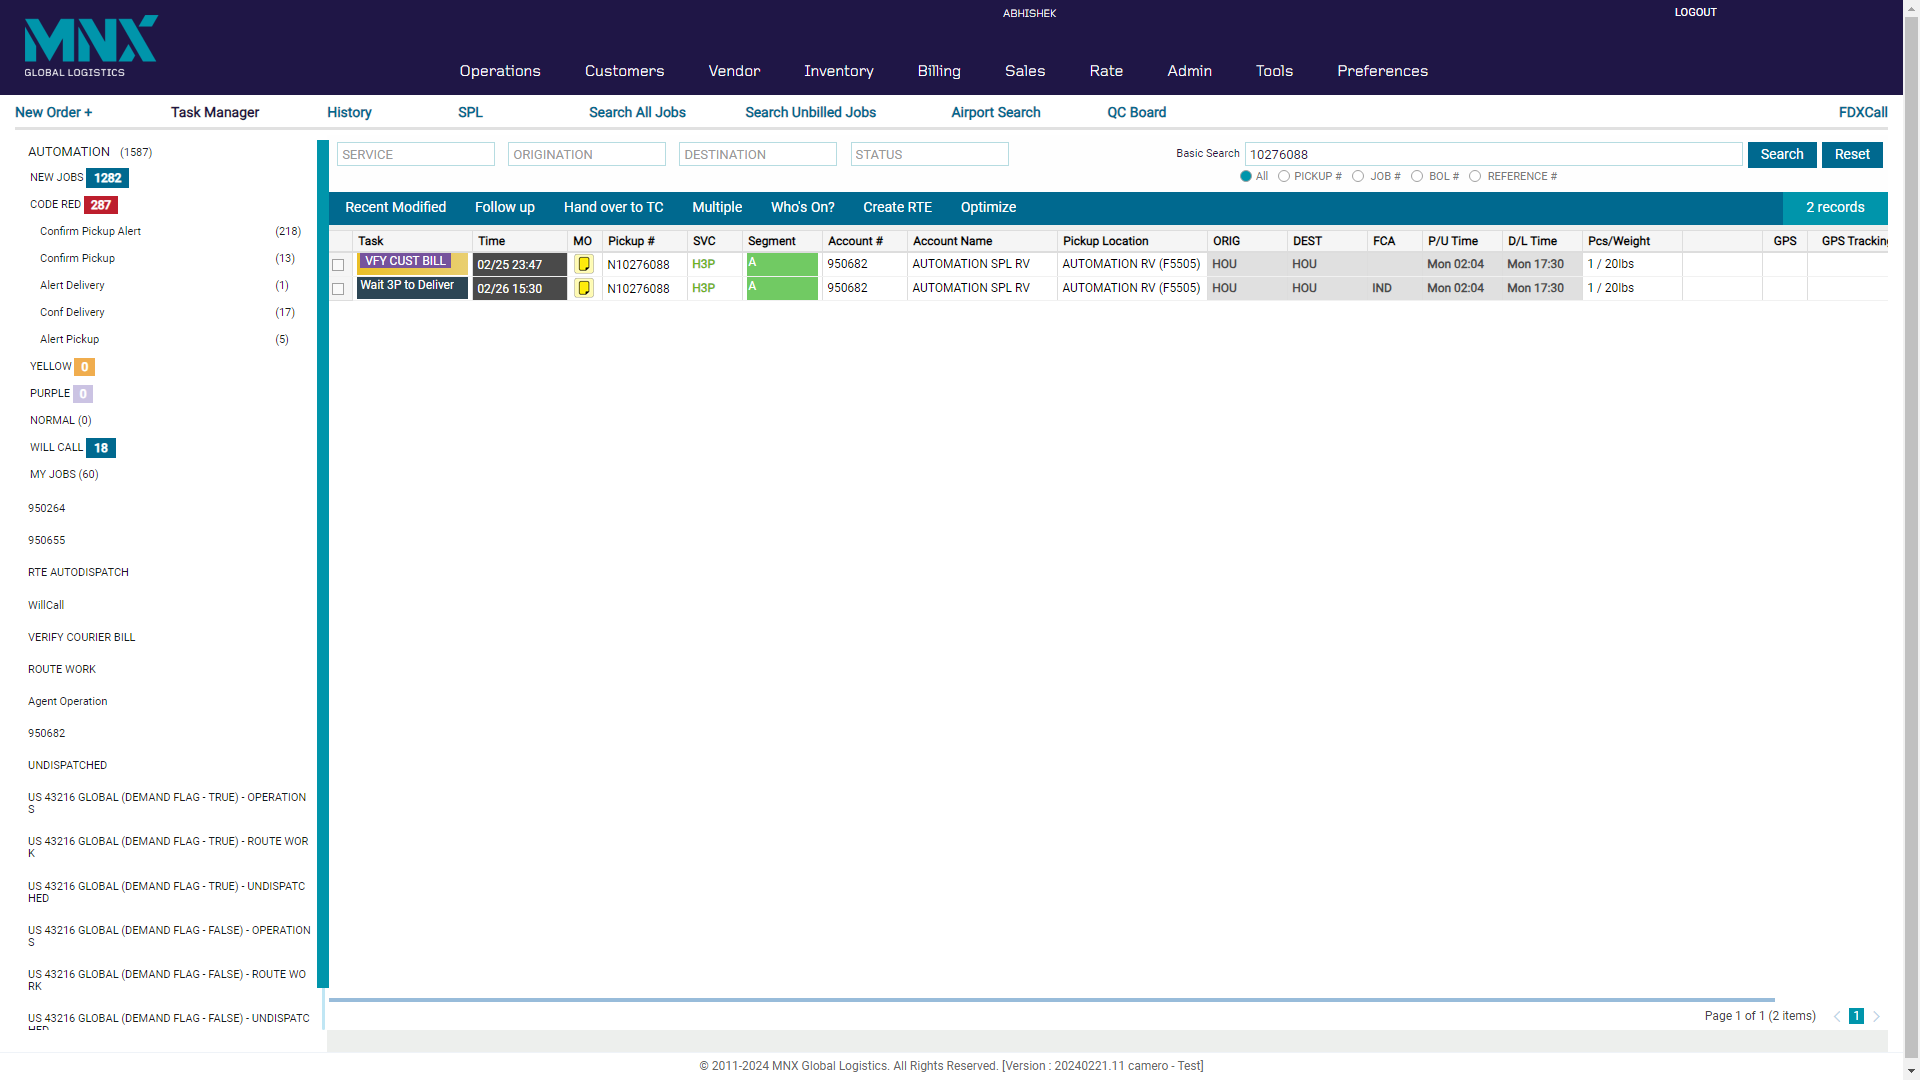 MNX
GLOBAL LOGISTICS
ABHISHEK
LOGOUT
Operations Customers Vendor Inventory Billing Sales Rate Admin Tools Preferences
New Order + Task Manager History SPL Search All Jobs Search Unbilled Jobs Airport Search QC Board FDXCall
AUTOMATION (1587)
NEW JOBS 1282
CODE RED 287
Confirm Pickup Alert (218)
Confirm Pickup (13)
Alert Delivery (1)
Conf Delivery (17)
Alert Pickup (5)
YELLOW 0
PURPLE 0
NORMAL (0)
WILL CALL 18
MY JOBS (60)
950264
950655
RTE AUTODISPATCH
WillCall
VERIFY COURIER BILL
ROUTE WORK
Agent Operation
950682
UNDISPATCHED
US 43216 GLOBAL (DEMAND FLAG - TRUE) - OPERATION
S
US 43216 GLOBAL (DEMAND FLAG - TRUE) - ROUTE WOR
K
US 43216 GLOBAL (DEMAND FLAG - TRUE) - UNDISPATC
HED
US 43216 GLOBAL (DEMAND FLAG - FALSE) - OPERATION
S
US 43216 GLOBAL (DEMAND FLAG - FALSE) - ROUTE WO
RK
US 43216 GLOBAL (DEMAND FLAG - FALSE) - UNDISPATC
HED
SERVICE ORIGINATION DESTINATION STATUS Basic Search 10276088 Search Reset
All PICKUP # JOB # BOL # REFERENCE #
Recent Modified Follow up Hand over to TC Multiple Who's On? Create RTE Optimize 2 records
Task Time MO Pickup # SVC Segment Account # Account Name Pickup Location ORIG DEST FCA P/U Time D/L Time Pcs/Weight GPS GPS Tracking
VFY CUST BILL 02/25 23:47 N10276088 H3P A 950682 AUTOMATION SPL RV AUTOMATION RV (F5505) HOU HOU Mon 02:04 Mon 17:30 1 / 20lbs
Wait 3P to Deliver 02/26 15:30 N10276088 H3P A 950682 AUTOMATION SPL RV AUTOMATION RV (F5505) HOU HOU IND Mon 02:04 Mon 17:30 1 / 20lbs
Page 1 of 1 (2 items) 1
© 2011-2024 MNX Global Logistics. All Rights Reserved. [Version : 20240221.11 camero - Test]